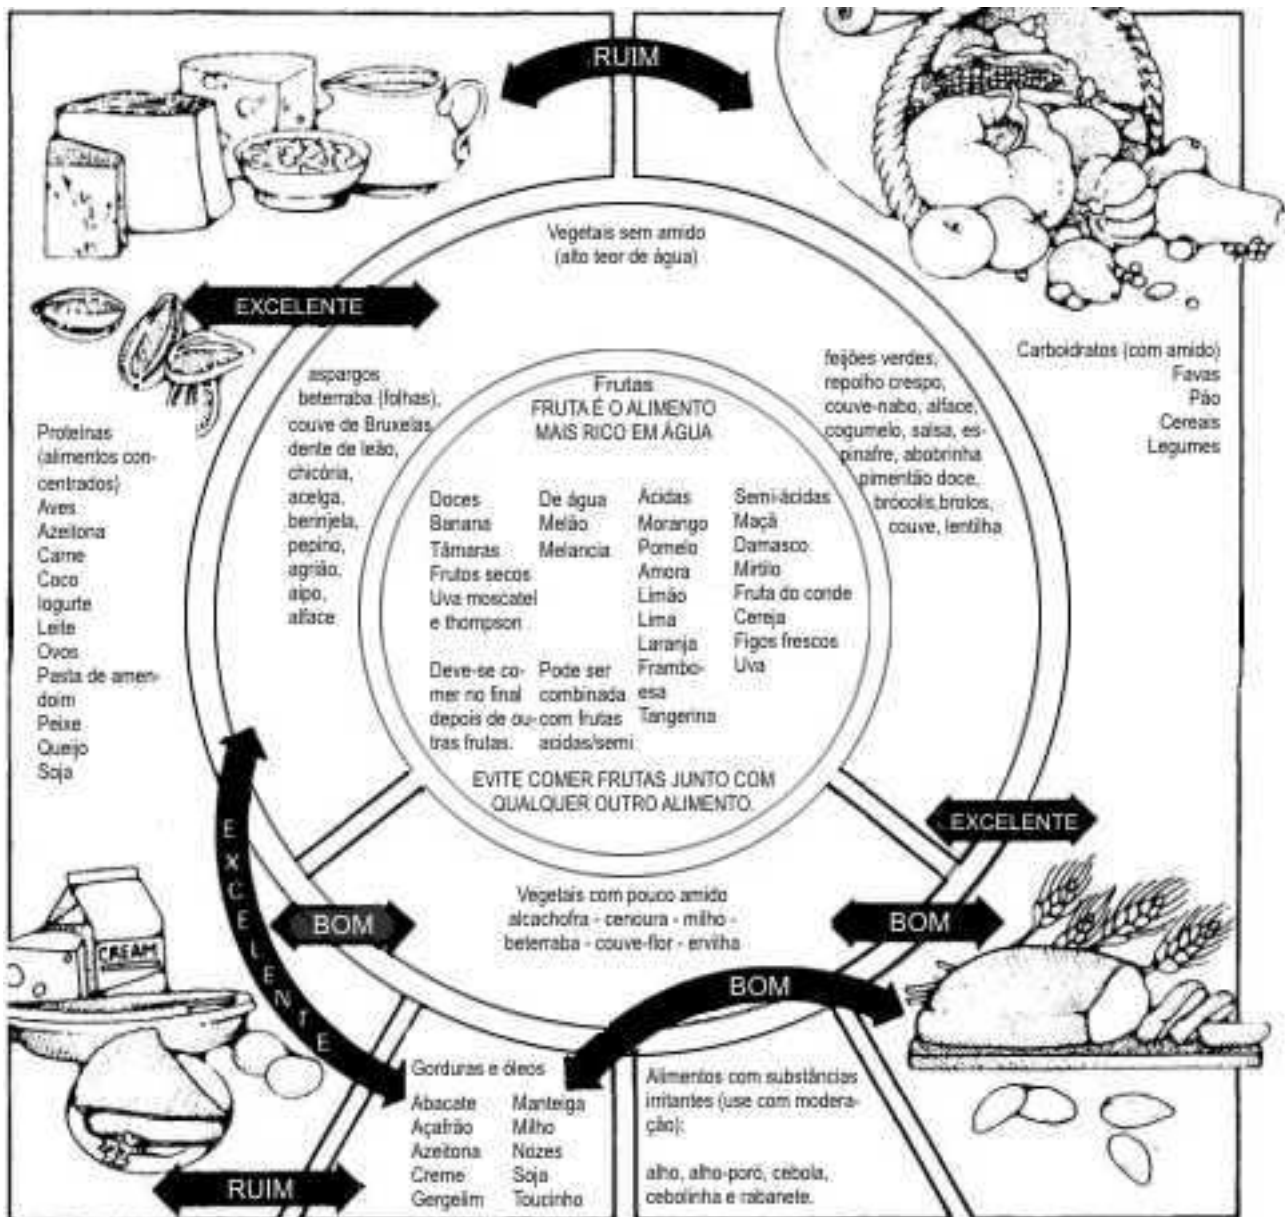 RUIM
Vegetais sem amido
(alto teor de água)
EXCELENTE
aspargos
beterraba (folhas),
couve de Bruxelas,
dente de leão,
chicória,
acelga,
berinjela,
pepino,
agrião,
aipo,
alface
feijões verdes,
repolho crespo,
couve-nabo, alface,
cogumelo, salsa, es-
pinafre, abobrinha
pimentão doce,
brócolis,brotos,
couve, lentilha
Carboidratos (com amido)
Favas
Pão
Cereais
Legumes
Proteínas
(alimentos con-
centrados)
Aves
Azeitona
Carne
Coco
Iogurte
Leite
Ovos
Pasta de amen-
doim
Peixe
Queijo
Soja
Frutas
FRUTA É O ALIMENTO
MAIS RICO EM ÁGUA
Doces
Banana
Tâmaras
Frutos secos
Uva moscatel
e thompson
Deve-se co-
mer no final
depois de ou-
tras frutas.
De água
Melão
Melancia
Pode ser
combinada
com frutas
acidas/semi
Ácidas
Morango
Pomelo
Amora
Limão
Lima
Laranja
Frambo-
esa
Tangerina
Semi-ácidas
Maçã
Damasco
Mirtilo
Fruta do conde
Cereja
Figos frescos
Uva
EVITE COMER FRUTAS JUNTO COM
QUALQUER OUTRO ALIMENTO.
EXCELENTE
EXCELENTE
Vegetais com pouco amido
alcachofra - cenoura - milho -
beterraba - couve-flor - ervilha
BOM
BOM
BOM
CREAM
Gorduras e óleos
Abacate
Açafrão
Azeitona
Creme
Gergelim
Manteiga
Milho
Nozes
Soja
Toucinho
Alimentos com substâncias
irritantes (use com modera-
ção):
alho, alho-poró, cebola,
cebolinha e rabanete.
RUIM